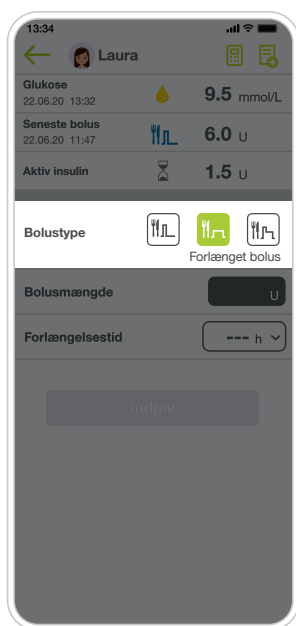 13:34
Laura
Glukose
22.06.20 13:32
9.5 mmol/L
Seneste bolus
22.06.20 11:47
6.0 U
Aktiv insulin
1.5 U
Bolustype
Forlænget bolus
Bolusmængde
U
Forlængelsestid
--- h
Indgiv